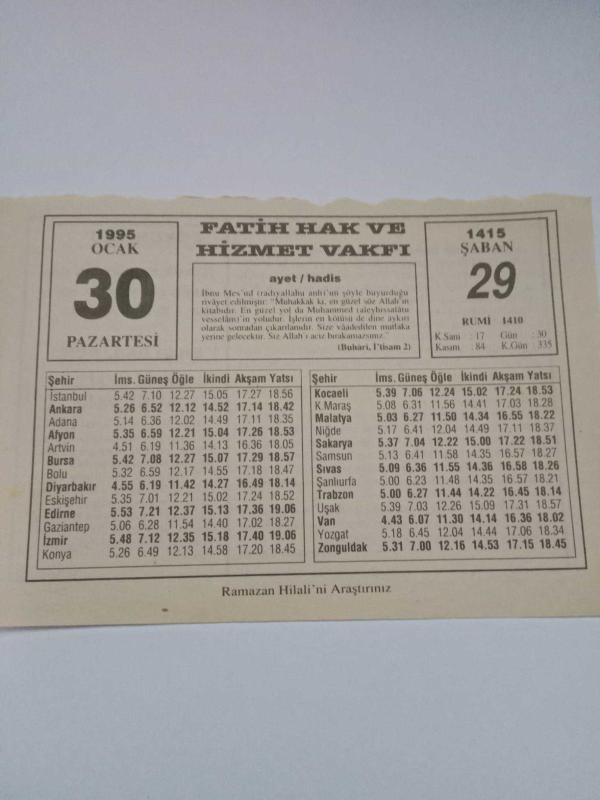 1995
OCAK
30
PAZARTESİ
FATİH HAK VE
HİZMET VAKFI
ayet / hadis
İbnu Mes'ud (radıyallahu anh)'ım şöyle buyurduğu
rivâyet edilmiştir: "Muhakkak ki, en güzel söz Allah'ın
kitabıdır. En güzel yol da Muhammed (aleyhissalâtu
vesselâm)'in yoludur. İşlerin en kötüsü de dine aykırı
olarak sonradan çıkarılanıdır. Size vâadedilen mutlaka
yerine gelecektir. Siz Allah'ı aciz bırakamazsınız."
(Buhari, İ'tisam 2)
1415
ŞABAN
29
RUMİ 1410
K.Sani : 17 Gün : 30
Kasım : 84 K.Gün : 335
Şehir İms. Güneş Öğle İkindi Akşam Yatsı
İstanbul 5.42 7.10 12.27 15.05 17.27 18.56
Ankara 5.26 6.52 12.12 14.52 17.14 18.42
Adana 5.14 6.36 12.02 14.49 17.11 18.35
Afyon 5.35 6.59 12.21 15.04 17.26 18.53
Artvin 4.51 6.19 11.36 14.13 16.36 18.05
Bursa 5.42 7.08 12.27 15.07 17.29 18.57
Bolu 5.32 6.59 12.17 14.55 17.18 18.47
Diyarbakır 4.55 6.19 11.42 14.27 16.49 18.14
Eskişehir 5.35 7.01 12.21 15.02 17.24 18.52
Edirne 5.53 7.21 12.37 15.13 17.36 19.06
Gaziantep 5.06 6.28 11.54 14.40 17.02 18.27
İzmir 5.48 7.12 12.35 15.18 17.40 19.06
Konya 5.26 6.49 12.13 14.58 17.20 18.45
Şehir İms. Güneş Öğle İkindi Akşam Yatsı
Kocaeli 5.39 7.06 12.24 15.02 17.24 18.53
K.Maraş 5.08 6.31 11.56 14.41 17.03 18.28
Malatya 5.03 6.27 11.50 14.34 16.55 18.22
Niğde 5.17 6.41 12.04 14.49 17.11 18.37
Sakarya 5.37 7.04 12.22 15.00 17.22 18.51
Samsun 5.13 6.41 11.58 14.35 16.57 18.27
Sıvas 5.09 6.36 11.55 14.36 16.58 18.26
Şanlıurfa 5.00 6.23 11.48 14.35 16.57 18.21
Trabzon 5.00 6.27 11.44 14.22 16.45 18.14
Uşak 5.39 7.03 12.26 15.09 17.31 18.57
Van 4.43 6.07 11.30 14.14 16.36 18.02
Yozgat 5.18 6.45 12.04 14.44 17.06 18.34
Zonguldak 5.31 7.00 12.16 14.53 17.15 18.45
Ramazan Hilali'ni Araştırınız